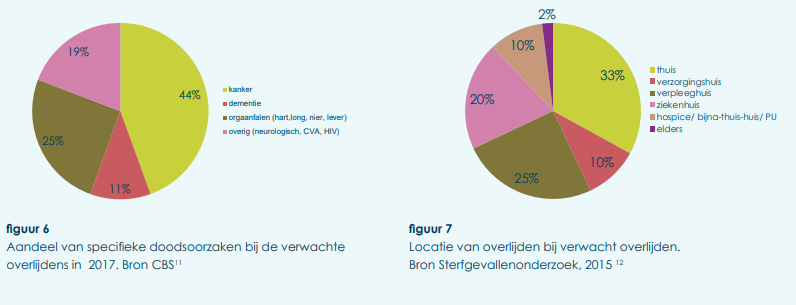 44%
11%
25%
19%
kanker
dementie
orgaanfalen (hart,long, nier, lever)
overig (neurologisch, CVA, HIV)
figuur 6
Aandeel van specifieke doodsoorzaken bij de verwachte
overlijdens in 2017. Bron CBS11
2%
33%
10%
25%
20%
10%
thuis
verzorgingshuis
verpleeghuis
ziekenhuis
hospice/ bijna-thuis-huis/ PU
elders
figuur 7
Locatie van overlijden bij verwacht overlijden.
Bron Sterfgevallenonderzoek, 2015 12